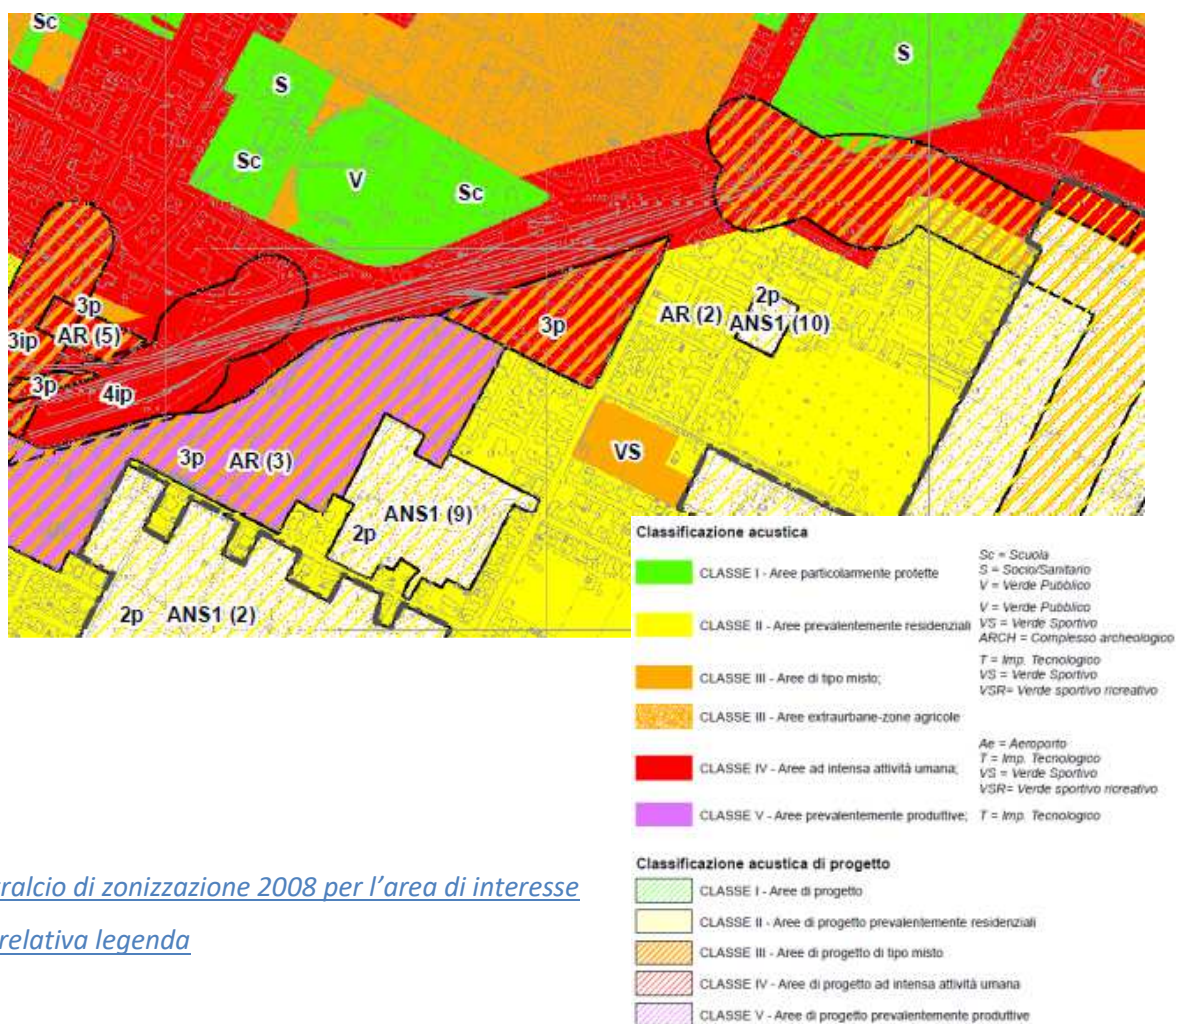 Sc
S
S
Sc
V
Sc
3p
AR (5)
3ip
3p
4ip
3p
2p
AR (2)
ANS1 (10)
3p
AR (3)
VS
ANS1 (9)
2p
2p
ANS1 (2)
Classificazione acustica
CLASSE I - Aree particolarmente protette
Sc = Scuola
S = Socio/Sanitario
V = Verde Pubblico
CLASSE II - Aree prevalentemente residenziali
V = Verde Pubblico
VS = Verde Sportivo
ARCH = Complesso archeologico
CLASSE III - Aree di tipo misto;
T = Imp. Tecnologico
VS = Verde Sportivo
VSR= Verde sportivo ricreativo
CLASSE III - Aree extraurbane-zone agricole
CLASSE IV - Aree ad intensa attività umana;
Ae = Aeroporto
T = Imp. Tecnologico
VS = Verde Sportivo
VSR= Verde sportivo ricreativo
CLASSE V - Aree prevalentemente produttive;
T = Imp. Tecnologico
Classificazione acustica di progetto
CLASSE I - Aree di progetto
CLASSE II - Aree di progetto prevalentemente residenziali
CLASSE III - Aree di progetto di tipo misto
CLASSE IV - Aree di progetto ad intensa attività umana
CLASSE V - Aree di progetto prevalentemente produttive
ralcio di zonizzazione 2008 per l’area di interesse
relativa legenda